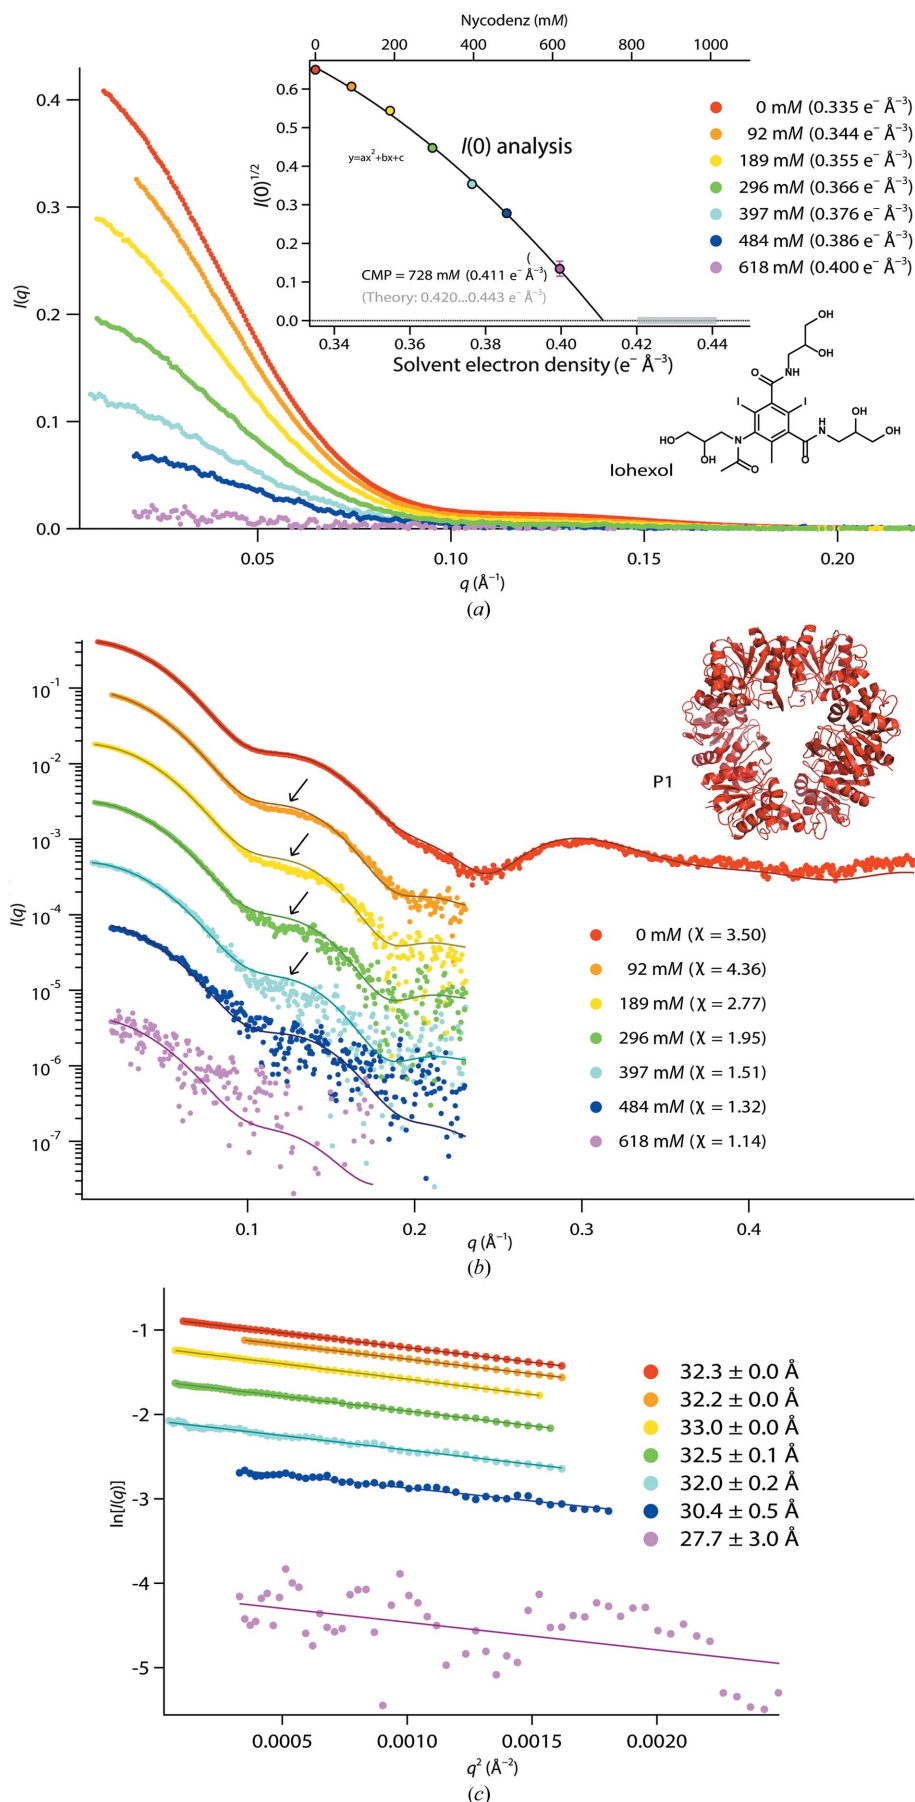 Nycodenz (mM)
0 200 400 600 800 1000
0.4
0.3
0.2
0.1
0.0
I(q)
0.6
0.5
0.4
0.3
0.2
0.1
0.0
I(0)^1/2
y=ax²+bx+c
I(0) analysis
(
CMP = 728 mM (0.411 e⁻ Å⁻³)
(Theory: 0.420...0.443 e⁻ Å⁻³)
0.34 0.36 0.38 0.40 0.42 0.44
Solvent electron density (e⁻ Å⁻³)
0 mM (0.335 e⁻ Å⁻³)
92 mM (0.344 e⁻ Å⁻³)
189 mM (0.355 e⁻ Å⁻³)
296 mM (0.366 e⁻ Å⁻³)
397 mM (0.376 e⁻ Å⁻³)
484 mM (0.386 e⁻ Å⁻³)
618 mM (0.400 e⁻ Å⁻³)
OH
OH
O
NH
I
I
HO
OH
N
O
O
H
N
OH
OH
Iohexol
0.05 0.10 0.15 0.20
q (Å⁻¹)
(a)
10⁻¹
10⁻²
10⁻³
10⁻⁴
10⁻⁵
10⁻⁶
10⁻⁷
I(q)
P1
0 mM (χ = 3.50)
92 mM (χ = 4.36)
189 mM (χ = 2.77)
296 mM (χ = 1.95)
397 mM (χ = 1.51)
484 mM (χ = 1.32)
618 mM (χ = 1.14)
0.1 0.2 0.3 0.4
q (Å⁻¹)
(b)
-1
-2
-3
-4
-5
ln[I(q)]
32.3 ± 0.0 Å
32.2 ± 0.0 Å
33.0 ± 0.0 Å
32.5 ± 0.1 Å
32.0 ± 0.2 Å
30.4 ± 0.5 Å
27.7 ± 3.0 Å
0.0005 0.0010 0.0015 0.0020
q² (Å⁻²)
(c)